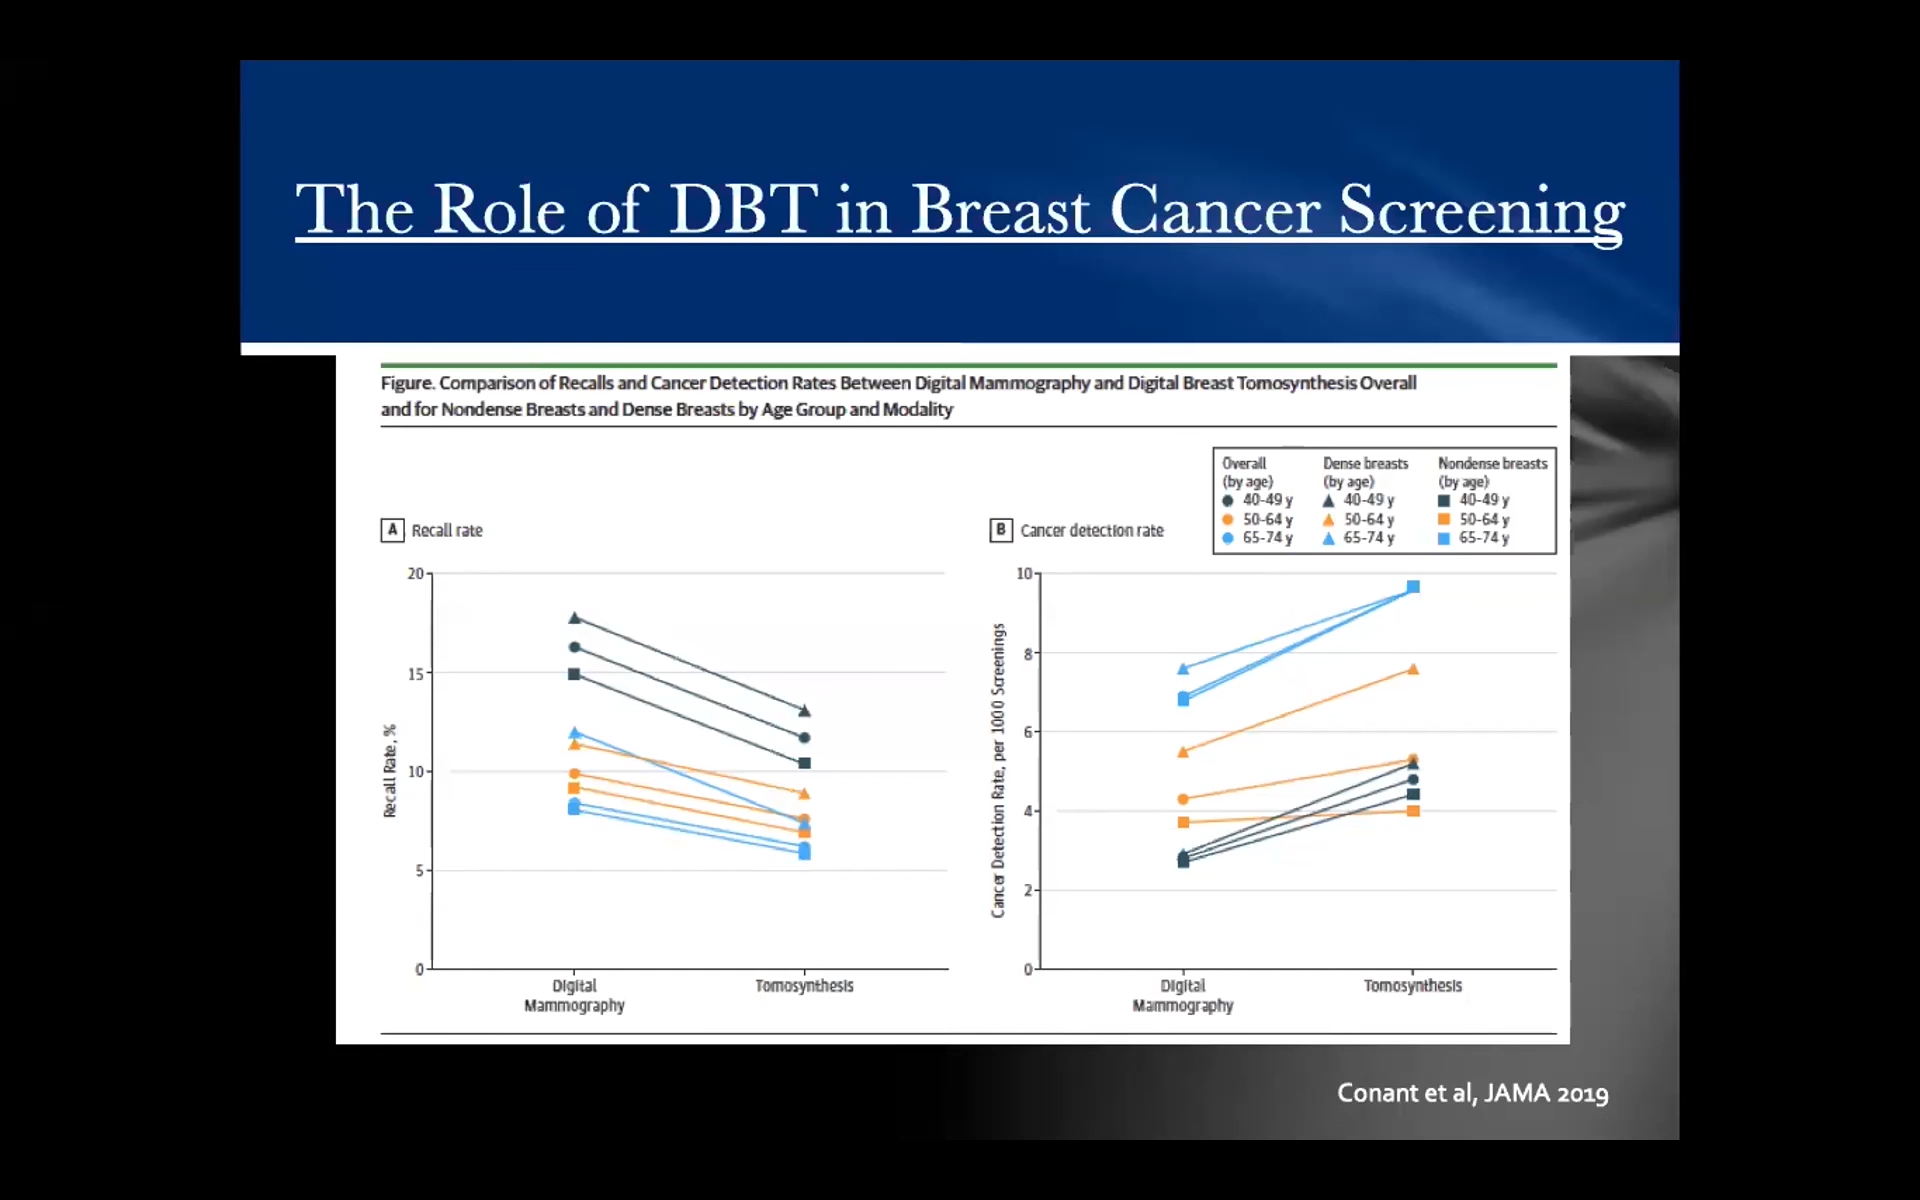 The Role of DBT in Breast Cancer Screening
Figure. Comparison of Recalls and Cancer Detection Rates Between Digital Mammography and Digital Breast Tomosynthesis Overall
and for Nondense Breasts and Dense Breasts by Age Group and Modality
Overall
(by age)
40-49 y
50-64 y
65-74 y
Dense breasts
(by age)
40-49 y
50-64 y
65-74 y
Nondense breasts
(by age)
40-49 y
50-64 y
65-74 y
A Recall rate
20
15
10
5
0
Recall Rate, %
Digital
Mammography
Tomosynthesis
B Cancer detection rate
10
8
6
4
2
0
Cancer Detection Rate, per 1000 Screenings
Digital
Mammography
Tomosynthesis
Conant et al, JAMA 2019